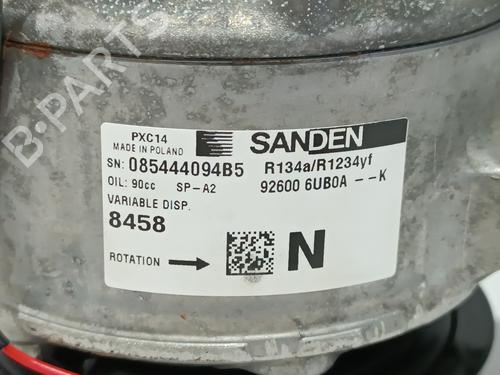 B-PARTS
PXC14
MADE IN POLAND
SANDEN
SN: 085444094B5 R134a/R1234yf
OIL: 90cc SP-A2 92600 6UB0A --K
VARIABLE DISP.
8458
ROTATION
N